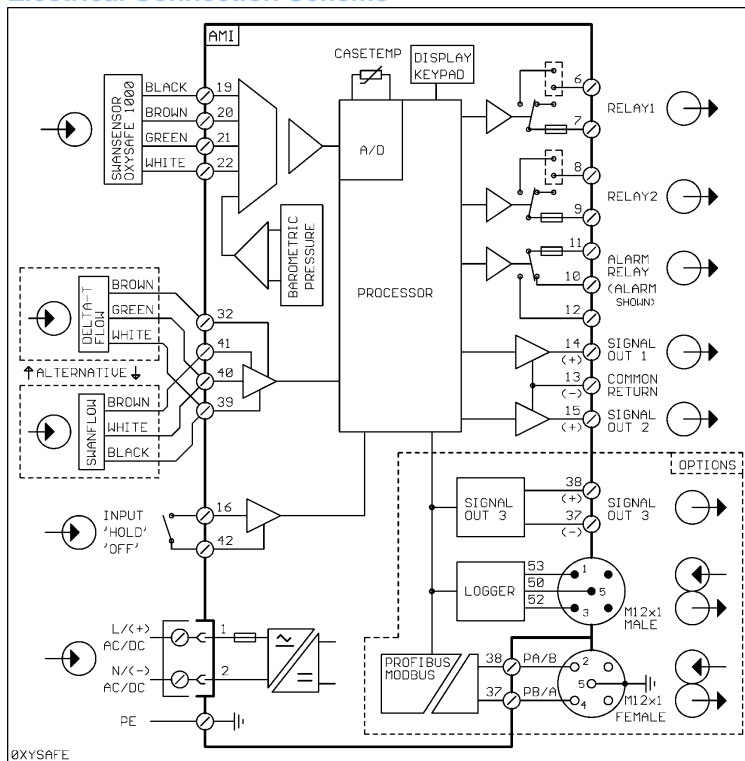 AMI
CASETEMP
DISPLAY
KEYPAD
SWANSENSOR
OXYSAFE 1000
BLACK 19
BROWN 20
GREEN 21
WHITE 22
A/D
PROCESSOR
BAROMETRIC
PRESSURE
6
RELAY1
7
8
RELAY2
9
11
ALARM
RELAY
10
(ALARM
SHOWN)
12
DELTA-T
FLOW
BROWN
GREEN
WHITE
32
41
40
39
ALTERNATIVE
SWANFLOW
BROWN
WHITE
BLACK
14
(+)
SIGNAL
OUT 1
13
(-)
COMMON
RETURN
15
(+)
SIGNAL
OUT 2
OPTIONS
INPUT
'HOLD'
'OFF'
16
42
SIGNAL
OUT 3
38
(+)
37
(-)
SIGNAL
OUT 3
LOGGER
53
50
52
1
5
3
M12x1
MALE
L/(+)
AC/DC
1
N/(-)
AC/DC
2
PE
PROFIBUS
MODBUS
38 PA/B
37 PB/A
2
5
4
M12x1
FEMALE
ØXYSAFE